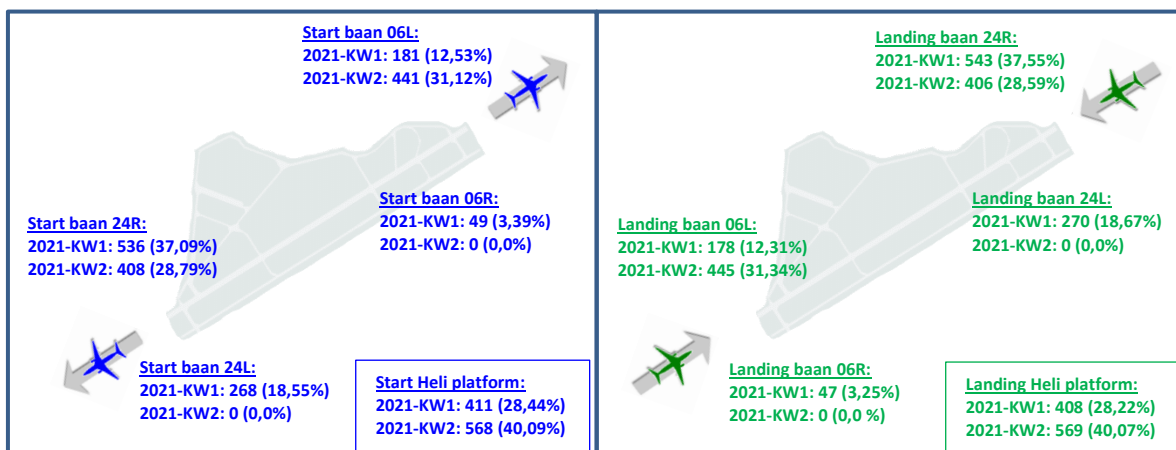 Start baan 06L:
2021-KW1: 181 (12,53%)
2021-KW2: 441 (31,12%)
Start baan 06R:
2021-KW1: 49 (3,39%)
2021-KW2: 0 (0,0%)
Start baan 24R:
2021-KW1: 536 (37,09%)
2021-KW2: 408 (28,79%)
Start baan 24L:
2021-KW1: 268 (18,55%)
2021-KW2: 0 (0,0%)
Start Heli platform:
2021-KW1: 411 (28,44%)
2021-KW2: 568 (40,09%)
Landing baan 24R:
2021-KW1: 543 (37,55%)
2021-KW2: 406 (28,59%)
Landing baan 24L:
2021-KW1: 270 (18,67%)
2021-KW2: 0 (0,0%)
Landing baan 06L:
2021-KW1: 178 (12,31%)
2021-KW2: 445 (31,34%)
Landing baan 06R:
2021-KW1: 47 (3,25%)
2021-KW2: 0 (0,0 %)
Landing Heli platform:
2021-KW1: 408 (28,22%)
2021-KW2: 569 (40,07%)